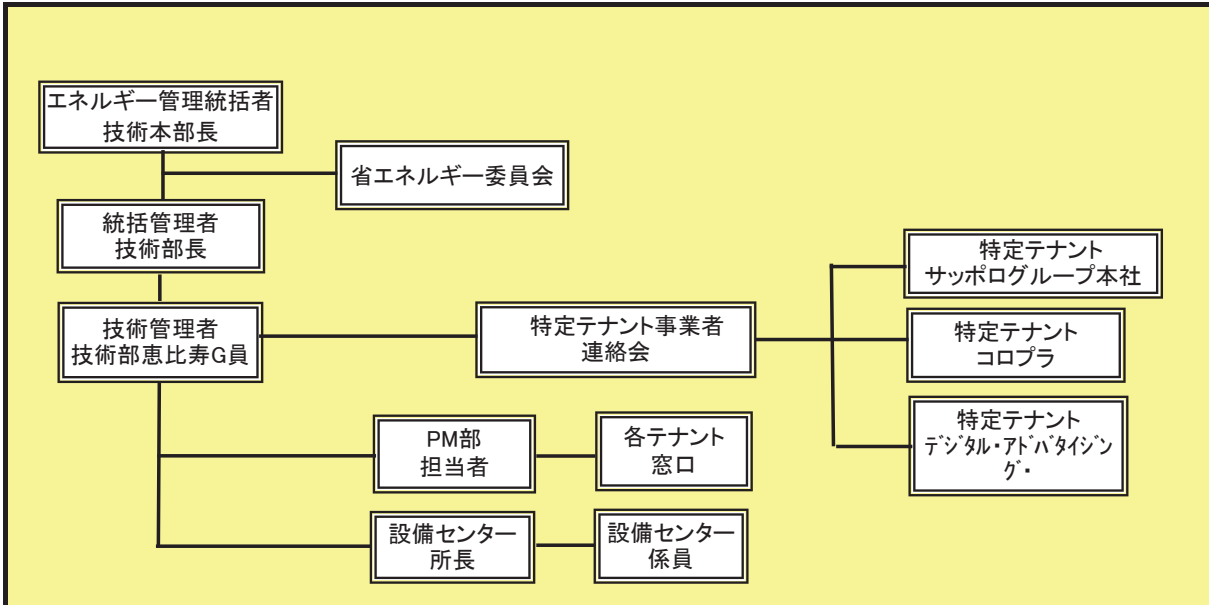 エネルギー管理統括者
技術本部長
省エネルギー委員会
統括管理者
技術部長
技術管理者
技術部恵比寿G員
特定テナント事業者
連絡会
特定テナント
サッポログループ本社
特定テナント
コロプラ
特定テナント
ﾃﾞｼﾞﾀﾙ・ｱﾄﾞﾊﾞﾀｲｼﾞﾝ
ｸﾞ・
PM部
担当者
各テナント
窓口
設備センター
所長
設備センター
係員